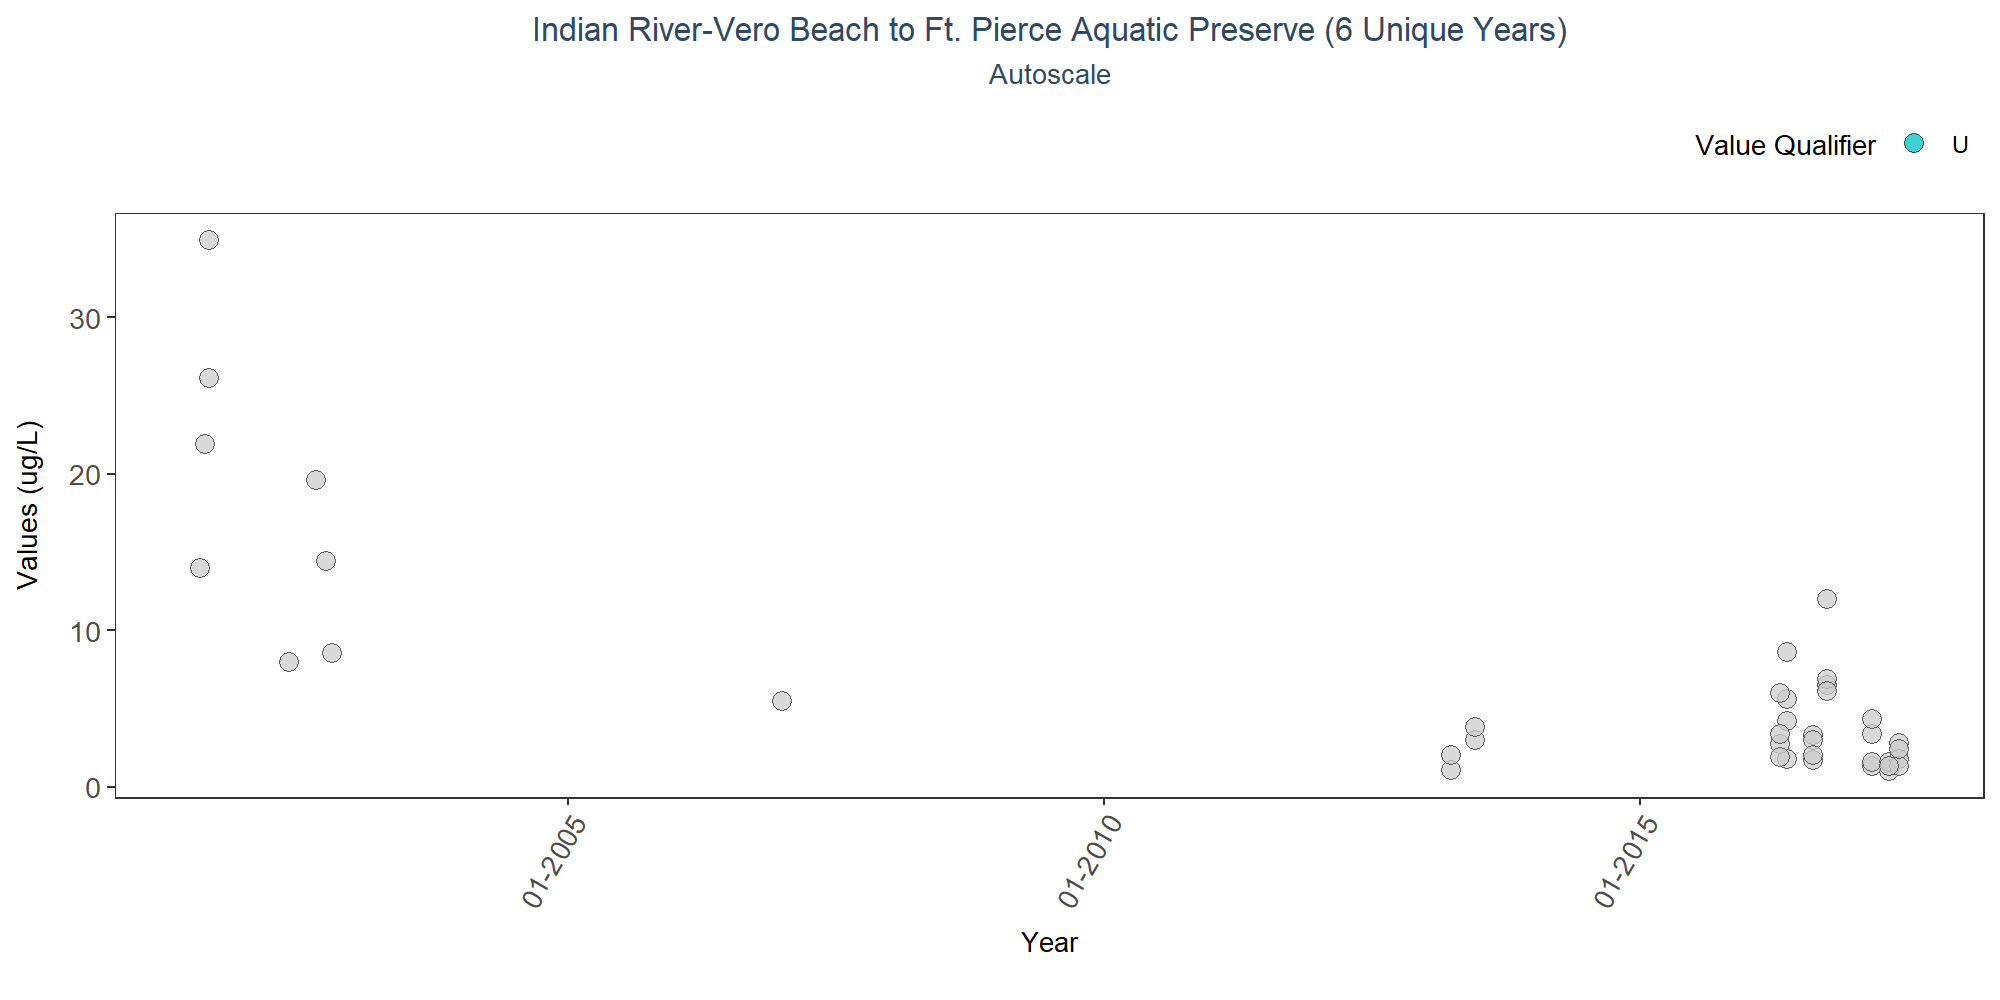 Indian River-Vero Beach to Ft. Pierce Aquatic Preserve (6 Unique Years)
Autoscale
Value Qualifier U
Values (ug/L)
30
20
10
0
01-2005 01-2010 01-2015
Year